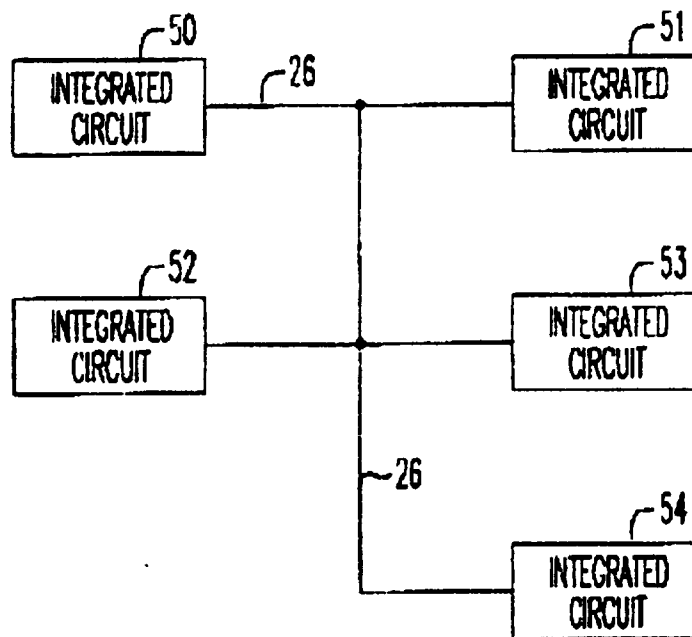 50
INTEGRATED
CIRCUIT
26
51
INTEGRATED
CIRCUIT
52
INTEGRATED
CIRCUIT
53
INTEGRATED
CIRCUIT
26
54
INTEGRATED
CIRCUIT